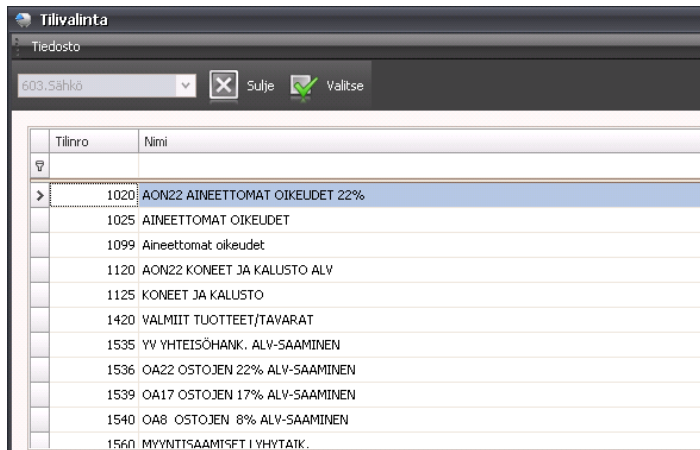 Tilivalinta
Tiedosto
603.Sähkö Sulje Valitse
Tilinro Nimi
1020 AON22 AINEETTOMAT OIKEUDET 22%
1025 AINEETTOMAT OIKEUDET
1099 Aineettomat oikeudet
1120 AON22 KONEET JA KALUSTO ALV
1125 KONEET JA KALUSTO
1420 VALMIIT TUOTTEET/TAVARAT
1535 YV YHTEISÖHANK. ALV-SAAMINEN
1536 OA22 OSTOJEN 22% ALV-SAAMINEN
1539 OA17 OSTOJEN 17% ALV-SAAMINEN
1540 OA8 OSTOJEN 8% ALV-SAAMINEN
1560 MYYNTISAAMISET LYHYTAIK.